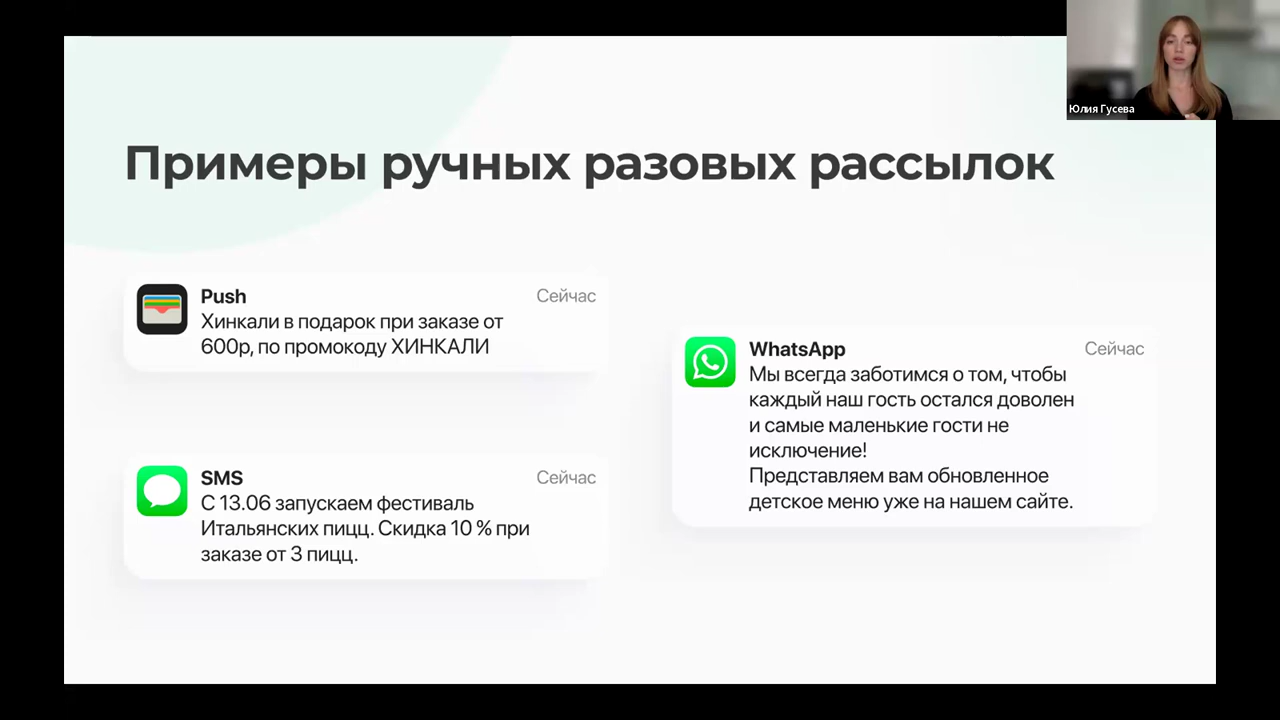 Юлия Гусева
Примеры ручных разовых рассылок
Push
Сейчас
Хинкали в подарок при заказе от
600р, по промокоду ХИНКАЛИ
SMS
Сейчас
С 13.06 запускаем фестиваль
Итальянских пицц. Скидка 10 % при
заказе от 3 пицц.
WhatsApp
Сейчас
Мы всегда заботимся о том, чтобы
каждый наш гость остался доволен
и самые маленькие гости не
исключение!
Представляем вам обновленное
детское меню уже на нашем сайте.